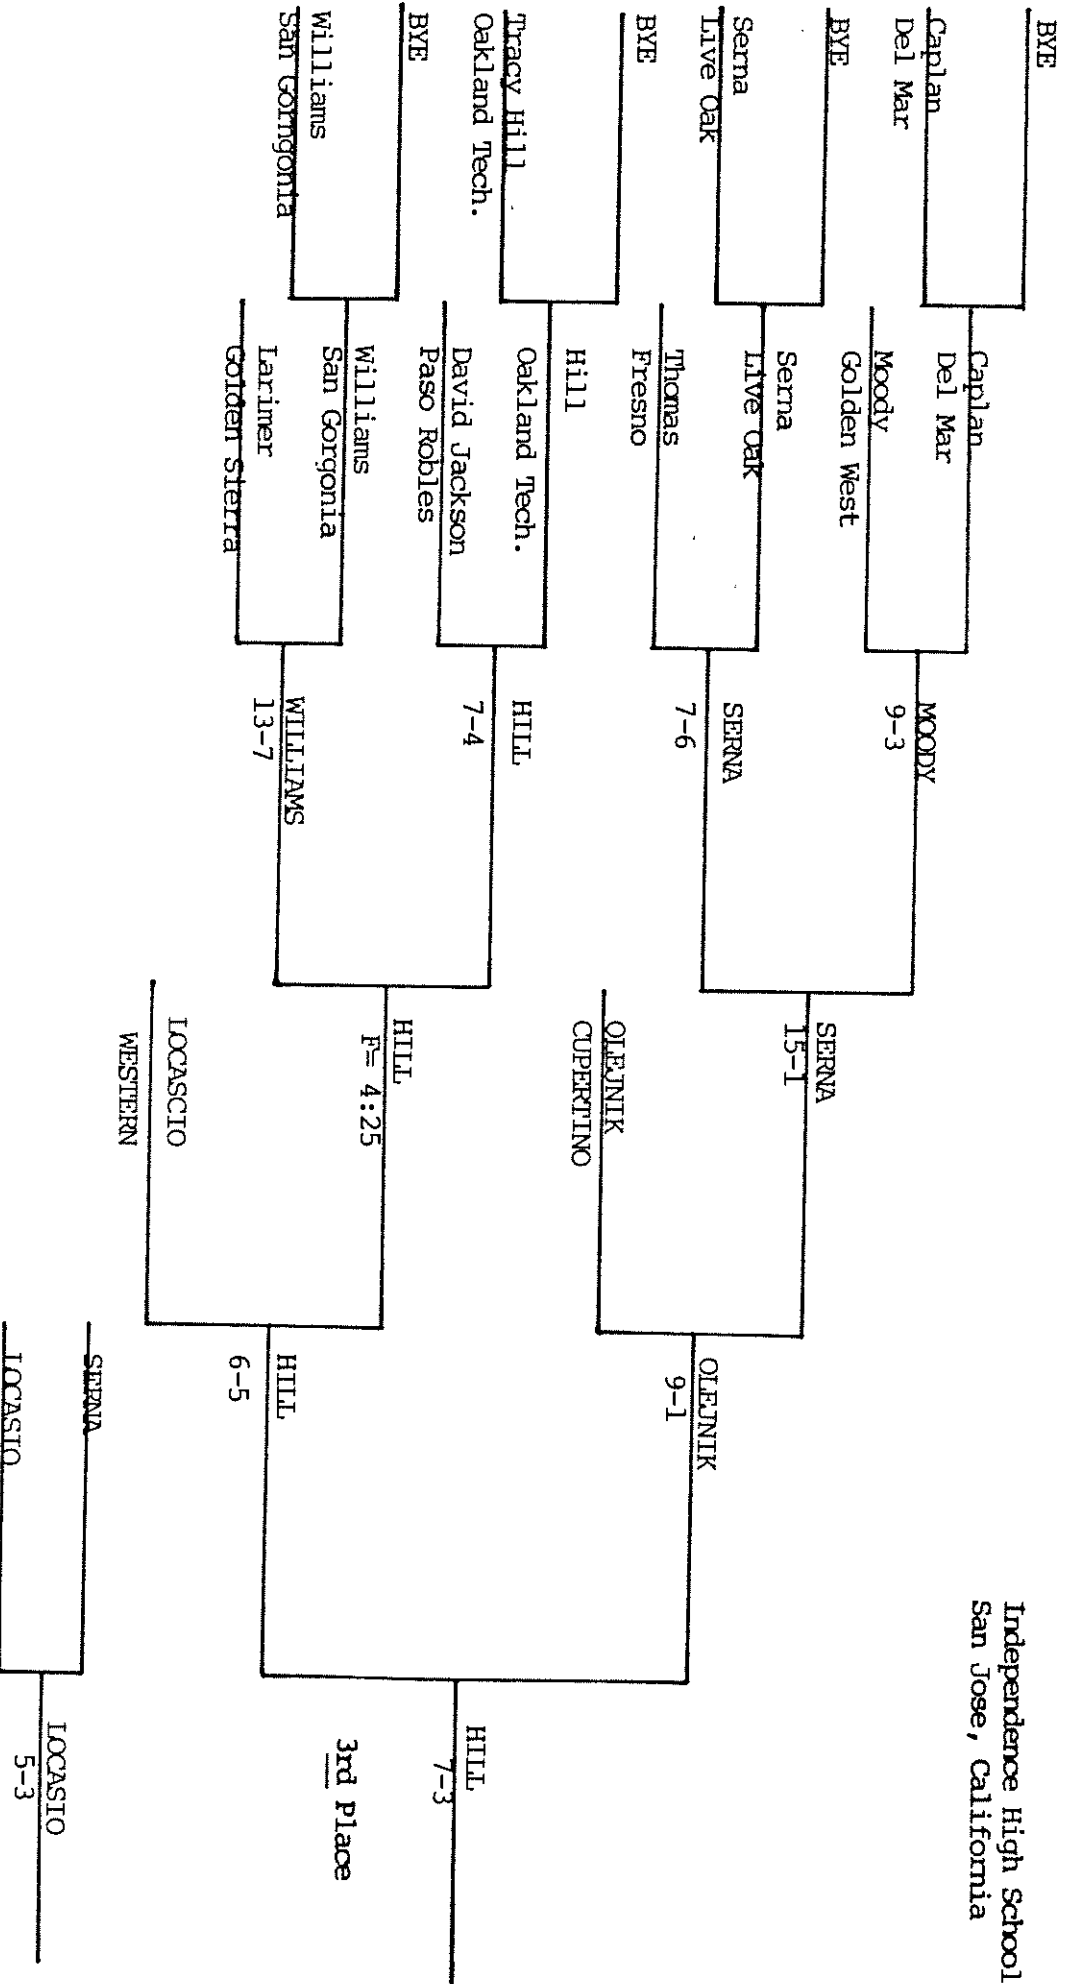 Independence High School
San Jose, California
BYE
Caplan
Del Mar
BYE
Serna
Live Oak
BYE
Tracy Hill
Oakland Tech.
BYE
Williams
San Gorngonia
Caplan
Del Mar
Moody
Golden West
Serna
Live Oak
Thomas
Fresno
Hill
Oakland Tech.
David Jackson
Paso Robles
Williams
San Gorgonia
Larimer
Golden Sierra
MOODY
9-3
SERNA
7-6
HILL
7-4
WILLIAMS
13-7
SERNA
15-1
OLEJNIK
CUPERTINO
HILL
F= 4:25
LOCASCIO
WESTERN
OLEJNIK
9-1
HILL
6-5
SERNA
LOCASIO
HILL
7-3
3rd Place
LOCASIO
5-3